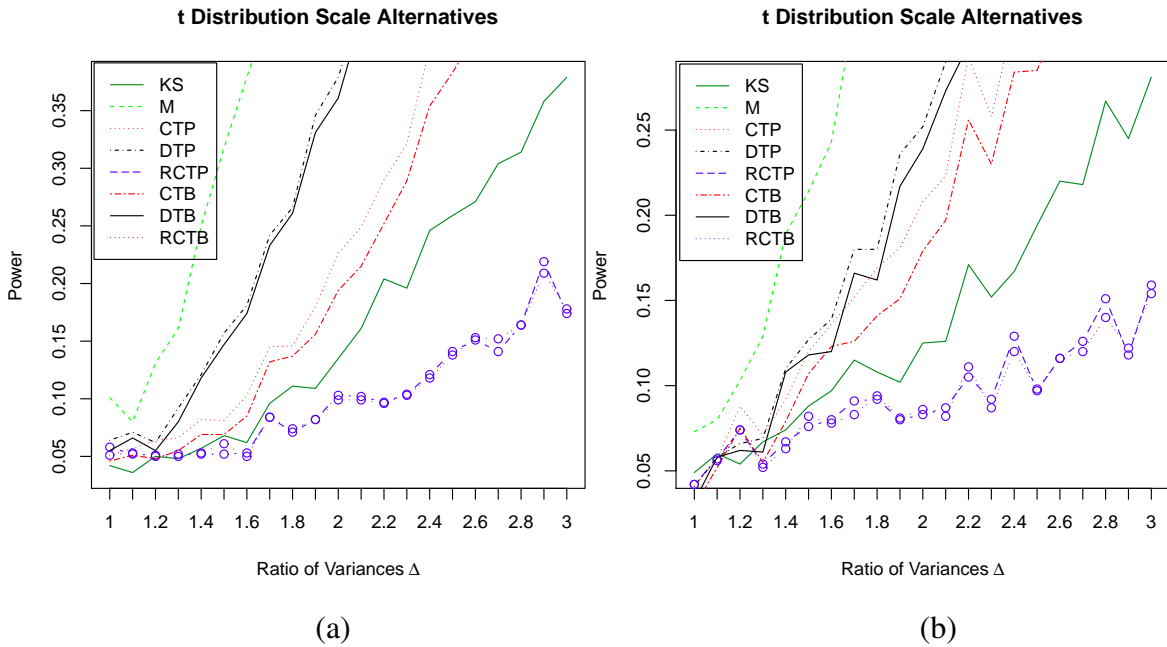 t Distribution Scale Alternatives
KS
M
CTP
DTP
RCTP
CTB
DTB
RCTB
Power
0.05
0.10
0.15
0.20
0.25
0.30
0.35
1 1.2 1.4 1.6 1.8 2 2.2 2.4 2.6 2.8 3
Ratio of Variances Δ
(a)
t Distribution Scale Alternatives
KS
M
CTP
DTP
RCTP
CTB
DTB
RCTB
Power
0.05
0.10
0.15
0.20
0.25
1 1.2 1.4 1.6 1.8 2 2.2 2.4 2.6 2.8 3
Ratio of Variances Δ
(b)